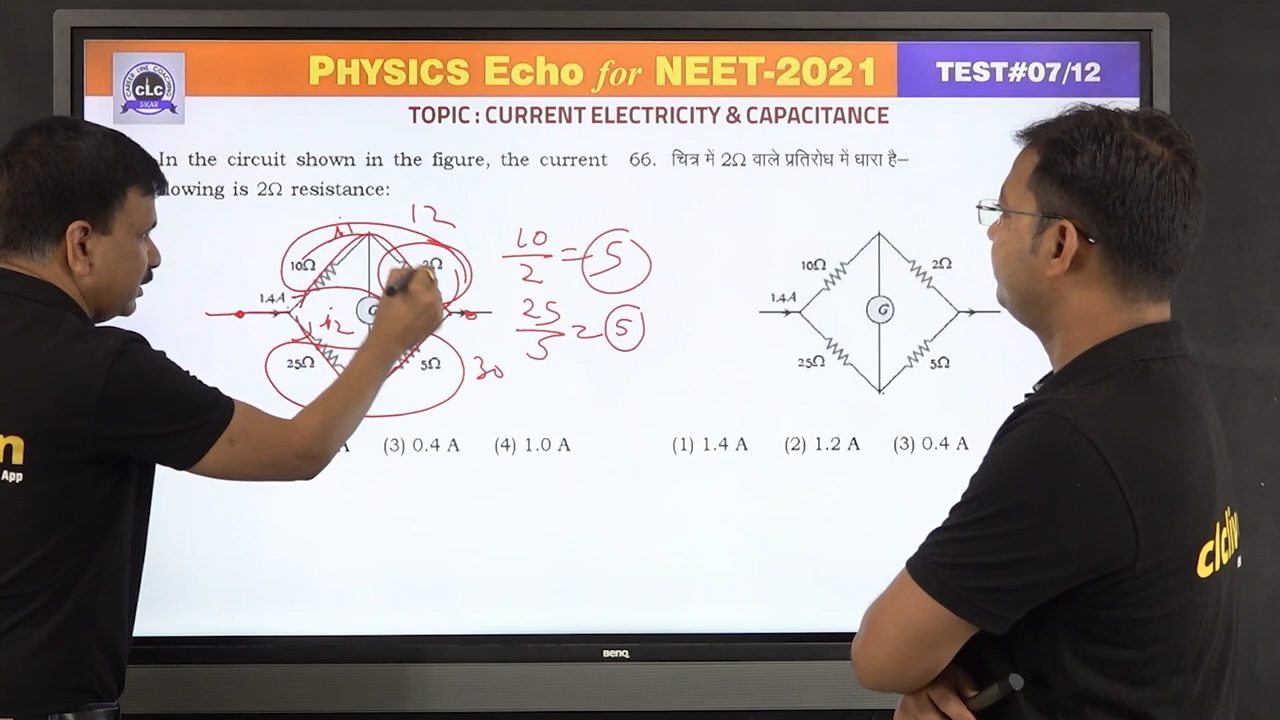 PHYSICS Echo for NEET-2021
TEST#07/12
CLC
SIKAR
TOPIC : CURRENT ELECTRICITY & CAPACITANCE
In the circuit shown in the figure, the current
lowing is 2Ω resistance:
66. चित्र में 2Ω वाले प्रतिरोध में धारा है–
i1
12
10Ω
2Ω
1.4A
i2
G
25Ω
5Ω
30
10/2 = 5
25/5 = 5
10Ω
2Ω
1.4A
G
25Ω
5Ω
A (3) 0.4 A (4) 1.0 A
(1) 1.4 A (2) 1.2 A (3) 0.4 A
BENQ
n
App
clcliv